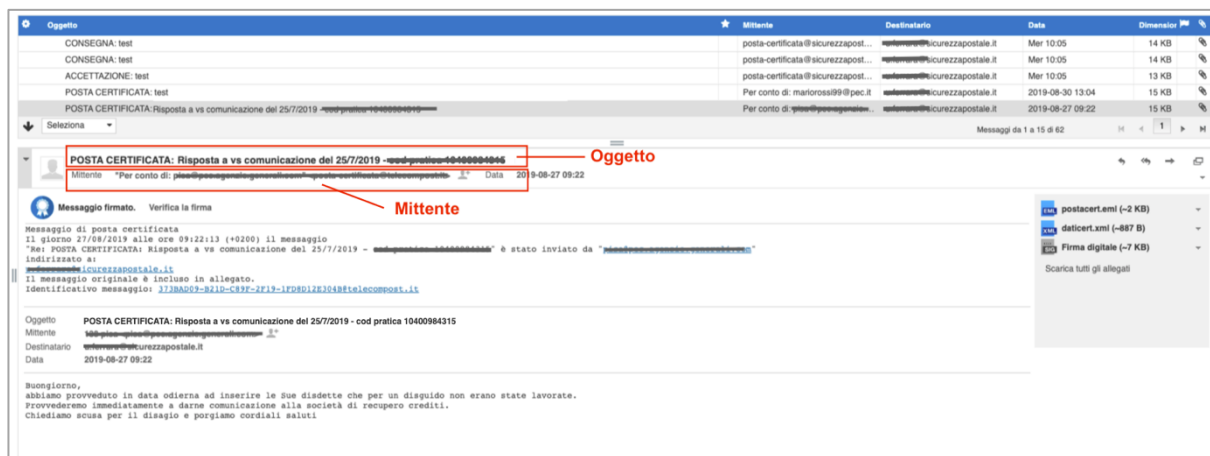 Oggetto Mittente Destinatario Data Dimension
CONSEGNA: test posta-certificata@sicurezzapost... sicurezzapostale.it Mer 10:05 14 KB
CONSEGNA: test posta-certificata@sicurezzapost... sicurezzapostale.it Mer 10:05 14 KB
ACCETTAZIONE: test posta-certificata@sicurezzapost... sicurezzapostale.it Mer 10:05 13 KB
POSTA CERTIFICATA: test Per conto di: mariorossi99@pec.it sicurezzapostale.it 2019-08-30 13:04 15 KB
POSTA CERTIFICATA:Risposta a vs comunicazione del 25/7/2019 Per conto di: sicurezzapostale.it 2019-08-27 09:22 15 KB
Seleziona Messaggi da 1 a 15 di 62 1
POSTA CERTIFICATA: Risposta a vs comunicazione del 25/7/2019 - Oggetto
Mittente "Per conto di: Data 2019-08-27 09:22
Mittente
Messaggio firmato. Verifica la firma
Messaggio di posta certificata
Il giorno 27/08/2019 alle ore 09:22:13 (+0200) il messaggio
"Re: POSTA CERTIFICATA: Risposta a vs comunicazione del 25/7/2019 - " è stato inviato da "
indirizzato a:
sicurezzapostale.it
Il messaggio originale è incluso in allegato.
Identificativo messaggio: 373BAD09-B21D-C89F-2F19-1FD8D12E304B@telecompost.it
XML postacert.eml (~2 KB)
XML daticert.xml (~887 B)
SIG Firma digitale (~7 KB)
Scarica tutti gli allegati
Oggetto POSTA CERTIFICATA: Risposta a vs comunicazione del 25/7/2019 - cod pratica 10400984315
Mittente
Destinatario curezzapostale.it
Data 2019-08-27 09:22
Buongiorno,
abbiamo provveduto in data odierna ad inserire le Sue disdette che per un disguido non erano state lavorate.
Provvederemo immediatamente a darne comunicazione alla società di recupero crediti.
Chiediamo scusa per il disagio e porgiamo cordiali saluti